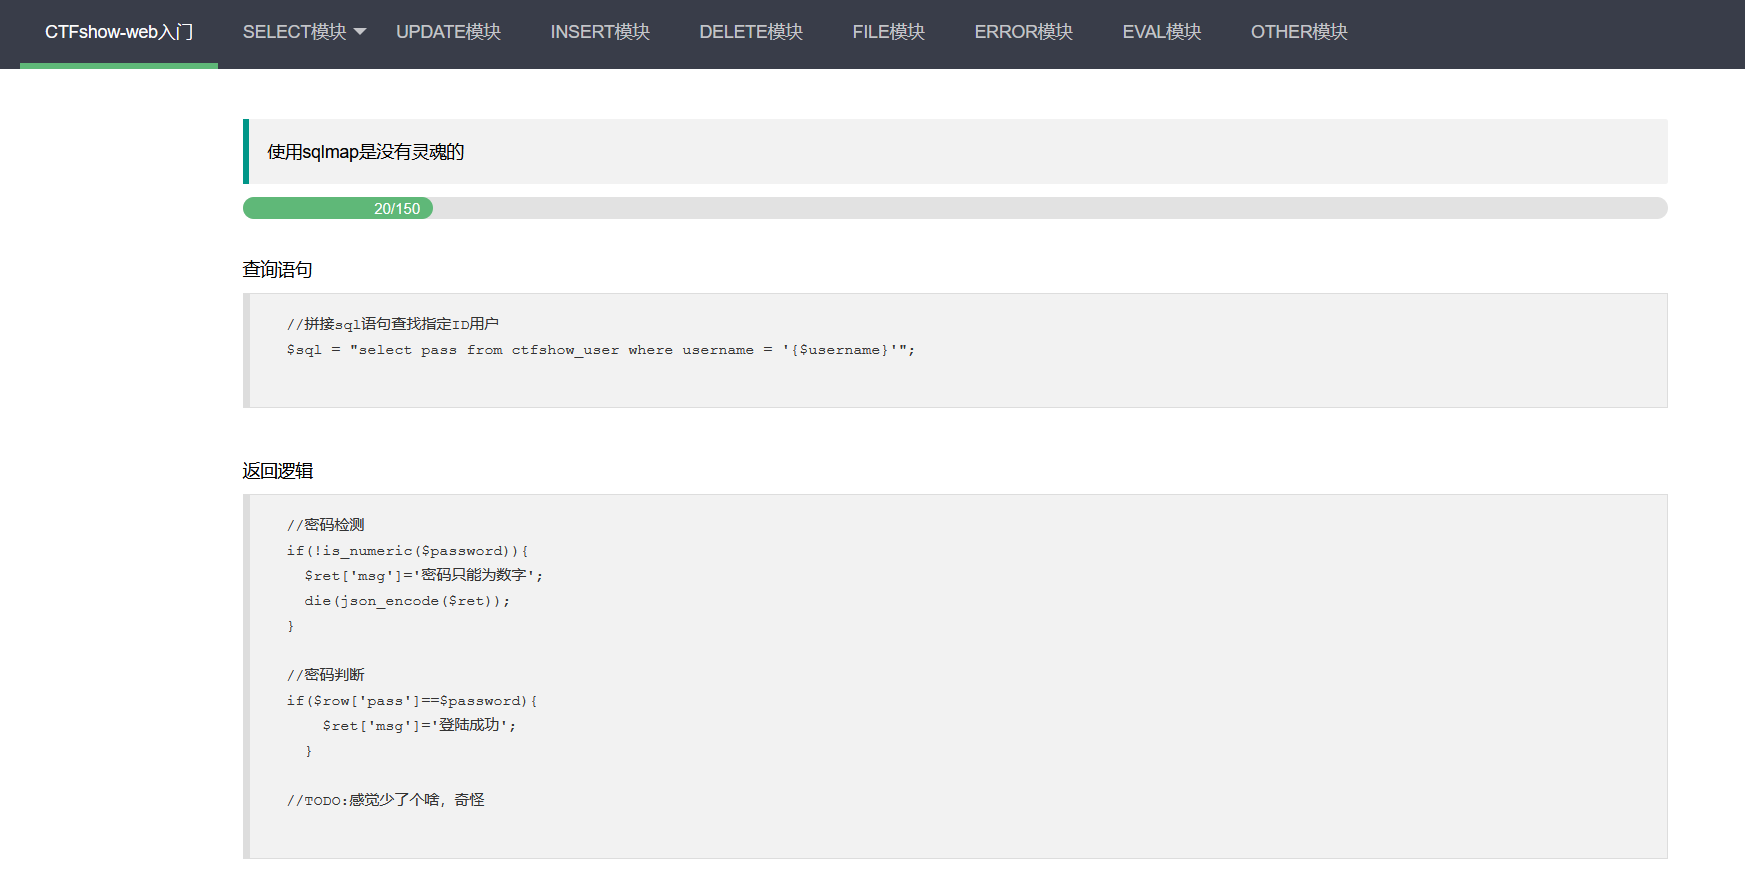 CTFshow-web入门 SELECT模块 UPDATE模块 INSERT模块 DELETE模块 FILE模块 ERROR模块 EVAL模块 OTHER模块
使用sqlmap是没有灵魂的
20/150
查询语句
//拼接sql语句查找指定ID用户
$sql = "select pass from ctfshow_user where username = '{$username}'";
返回逻辑
//密码检测
if(!is_numeric($password)){
  $ret['msg']='密码只能为数字';
  die(json_encode($ret));
}
//密码判断
if($row['pass']==$password){
    $ret['msg']='登陆成功';
  }
//TODO:感觉少了个啥，奇怪